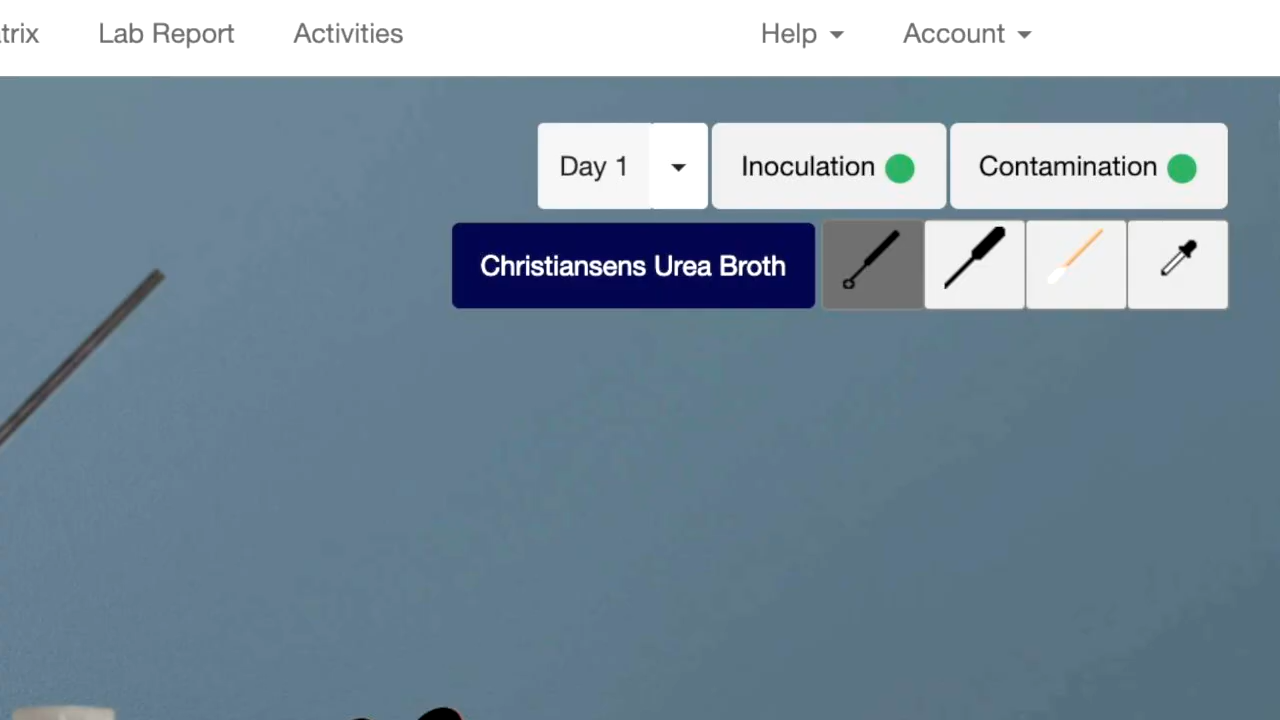 trix Lab Report Activities Help Account
Day 1 Inoculation Contamination
Christiansens Urea Broth